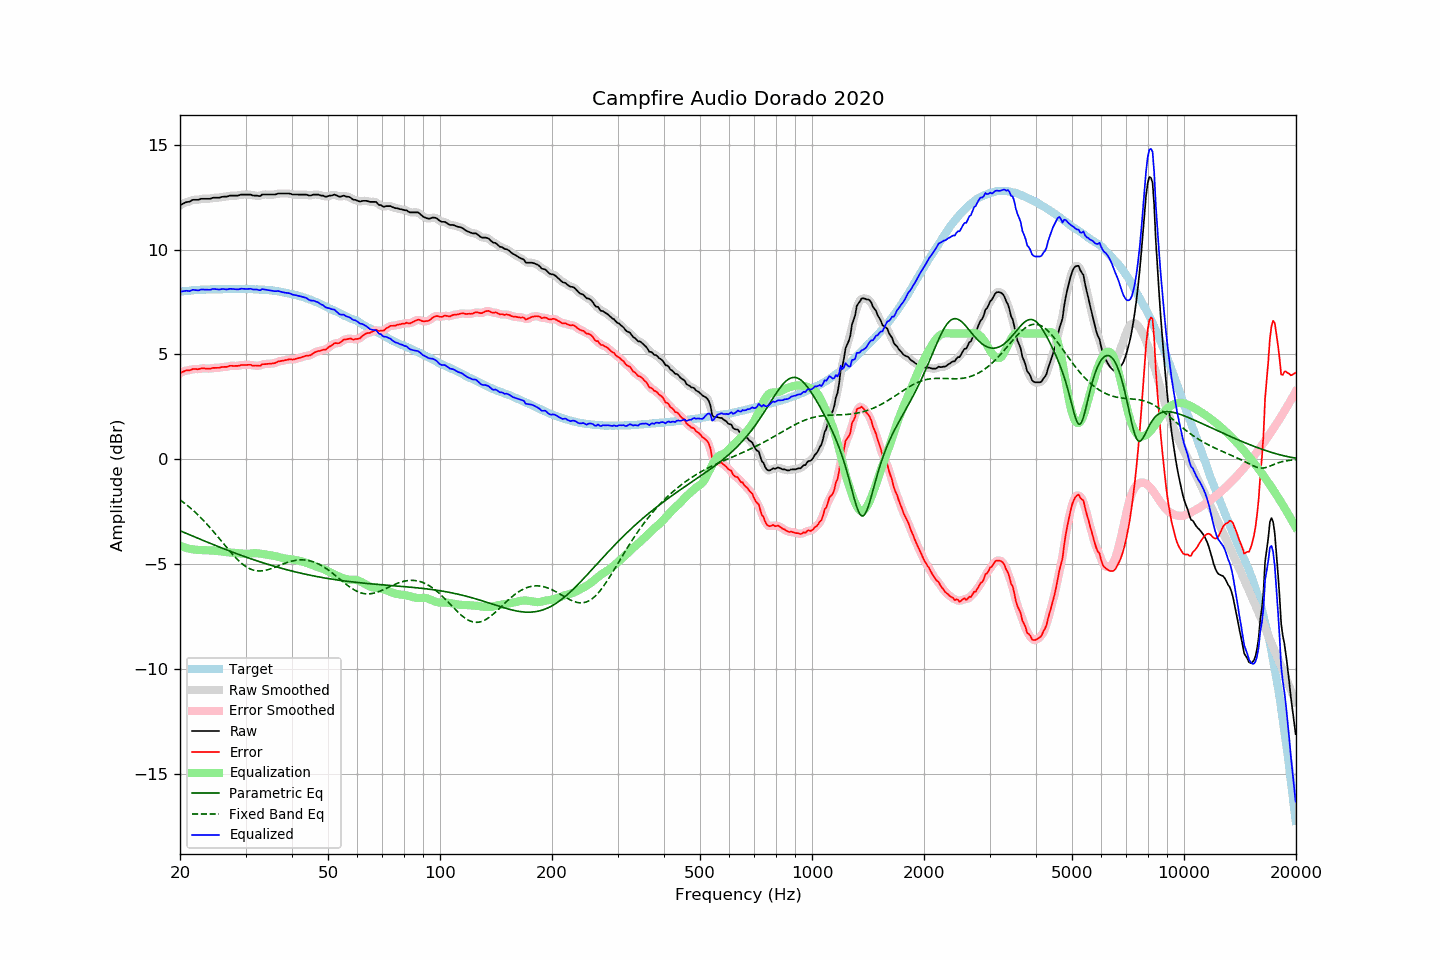 Campfire Audio Dorado 2020
Amplitude (dBr)
15
10
5
0
−5
−10
−15
Target
Raw Smoothed
Error Smoothed
Raw
Error
Equalization
Parametric Eq
Fixed Band Eq
Equalized
20 50 100 200 500 1000 2000 5000 10000 20000
Frequency (Hz)